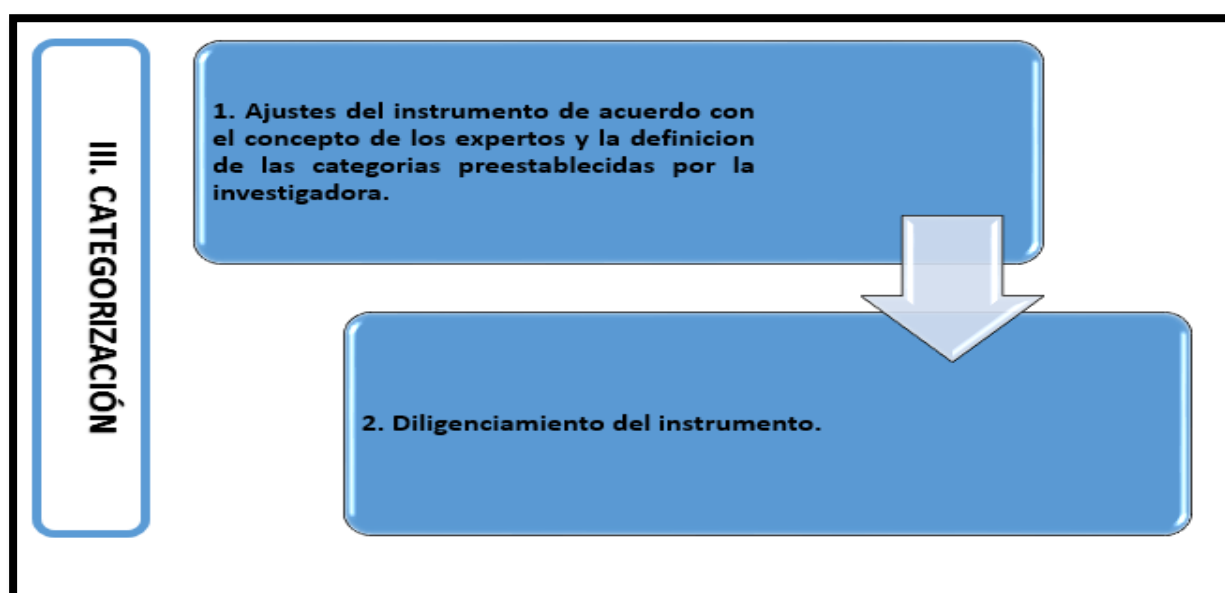 III. CATEGORIZACIÓN
1. Ajustes del instrumento de acuerdo con
el concepto de los expertos y la definicion
de las categorias preestablecidas por la
investigadora.
2. Diligenciamiento del instrumento.